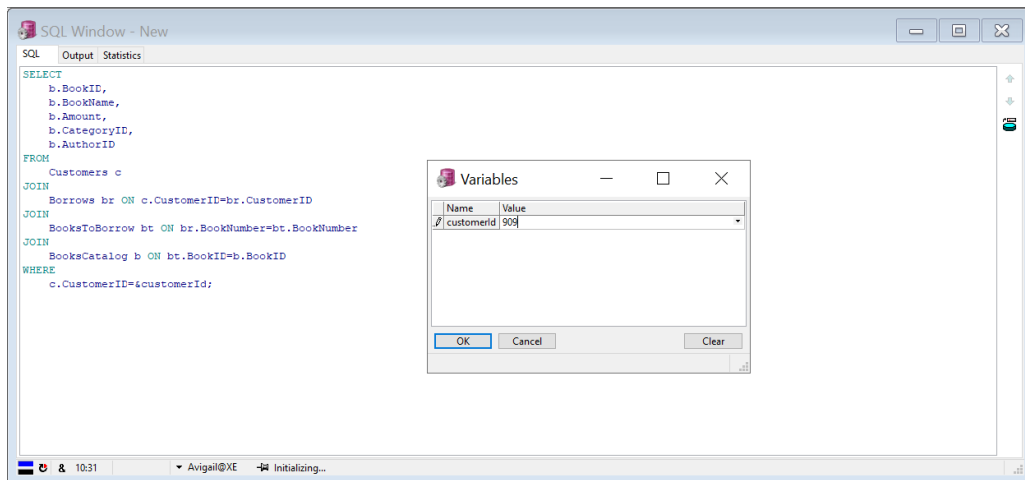 SQL Window - New
SQL Output Statistics
SELECT
b.BookID,
b.BookName,
b.Amount,
b.CategoryID,
b.AuthorID
FROM
Customers c
JOIN
Borrows br ON c.CustomerID=br.CustomerID
JOIN
BooksToBorrow bt ON br.BookNumber=bt.BookNumber
JOIN
BooksCatalog b ON bt.BookID=b.BookID
WHERE
c.CustomerID=&customerId;
Variables
Name Value
customerId 909
OK Cancel Clear
& 10:31 Avigail@XE Initializing...